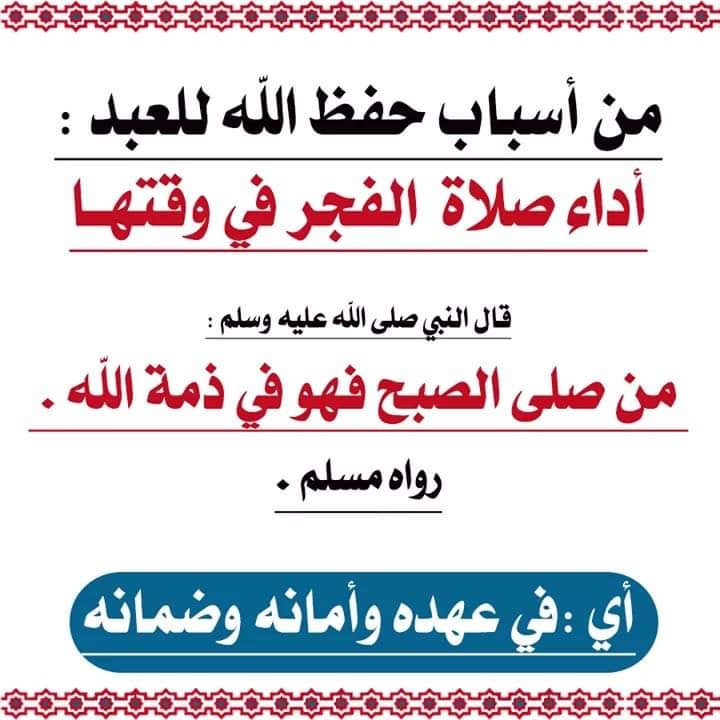 من أسباب حفظ الله للعبد :
أداء صلاة الفجر في وقتهـا
قال النبي صلى الله عليه وسلم :
من صلى الصبح فهو في ذمة الله .
رواه مسلم .
أي : في عهده وأمانه وضمانه